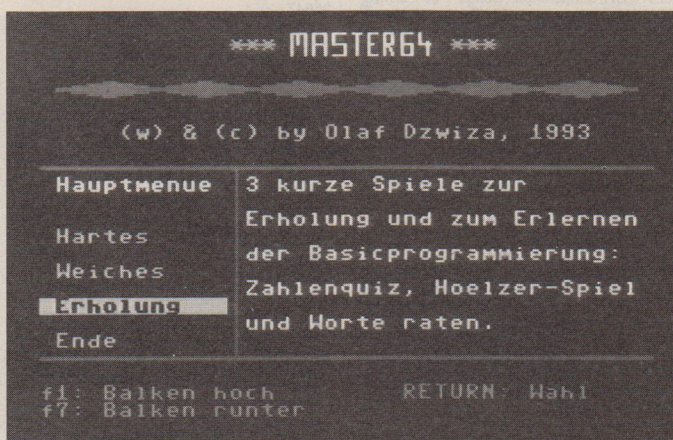 *** MASTER64 ***
(w) & (c) by Olaf Dzwiza, 1993
Hauptmenue
Hartes
Weiches
Erholung
Ende
3 kurze Spiele zur
Erholung und zum Erlernen
der Basicprogrammierung:
Zahlenquiz, Hoelzer-Spiel
und Worte raten.
f1: Balken hoch
f7: Balken runter
RETURN: Wahl